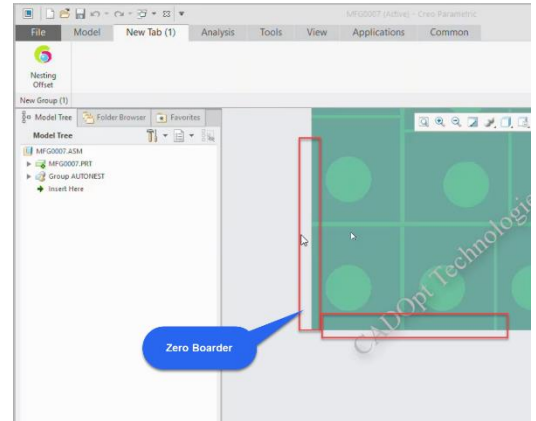 MFG0007 (Active) - Creo Parametric
File Model New Tab (1) Analysis Tools View Applications Common
Nesting
Offset
New Group (1)
Model Tree Folder Browser Favorites
Model Tree
MFG0007.ASM
MFG0007.PRT
Group AUTONEST
Insert Here
Zero Boarder
CADOpt Technologie